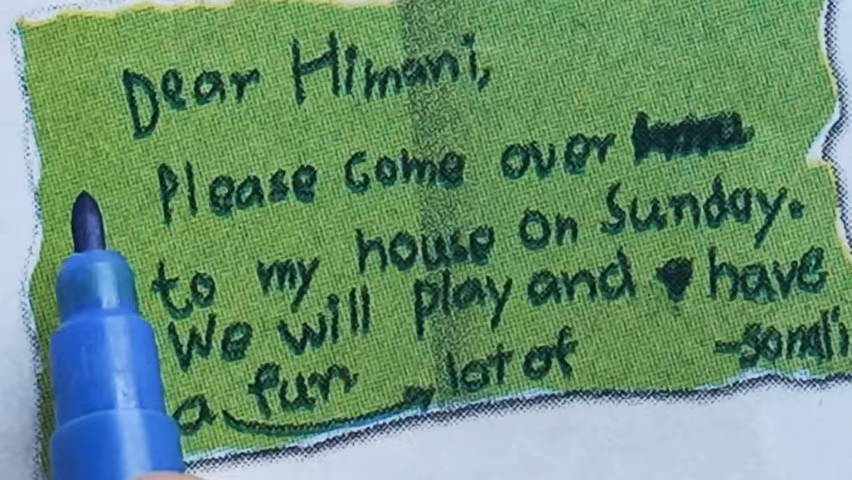 Dear Himani,
Please come over
to my house on Sunday.
We will play and have
a fun lot of
-sonali